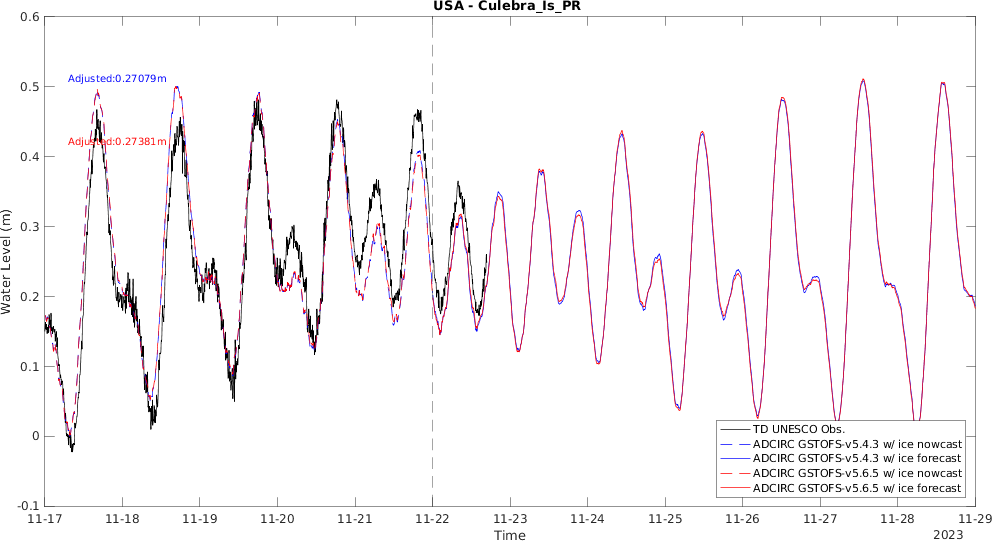 USA - Culebra_Is_PR
0.6
0.5
0.4
0.3
0.2
0.1
0
-0.1
Water Level (m)
Adjusted:0.27079m
Adjusted:0.27381m
TD UNESCO Obs.
ADCIRC GSTOFS-v5.4.3 w/ ice nowcast
ADCIRC GSTOFS-v5.4.3 w/ ice forecast
ADCIRC GSTOFS-v5.6.5 w/ ice nowcast
ADCIRC GSTOFS-v5.6.5 w/ ice forecast
11-17 11-18 11-19 11-20 11-21 11-22 11-23 11-24 11-25 11-26 11-27 11-28 11-29
Time
2023